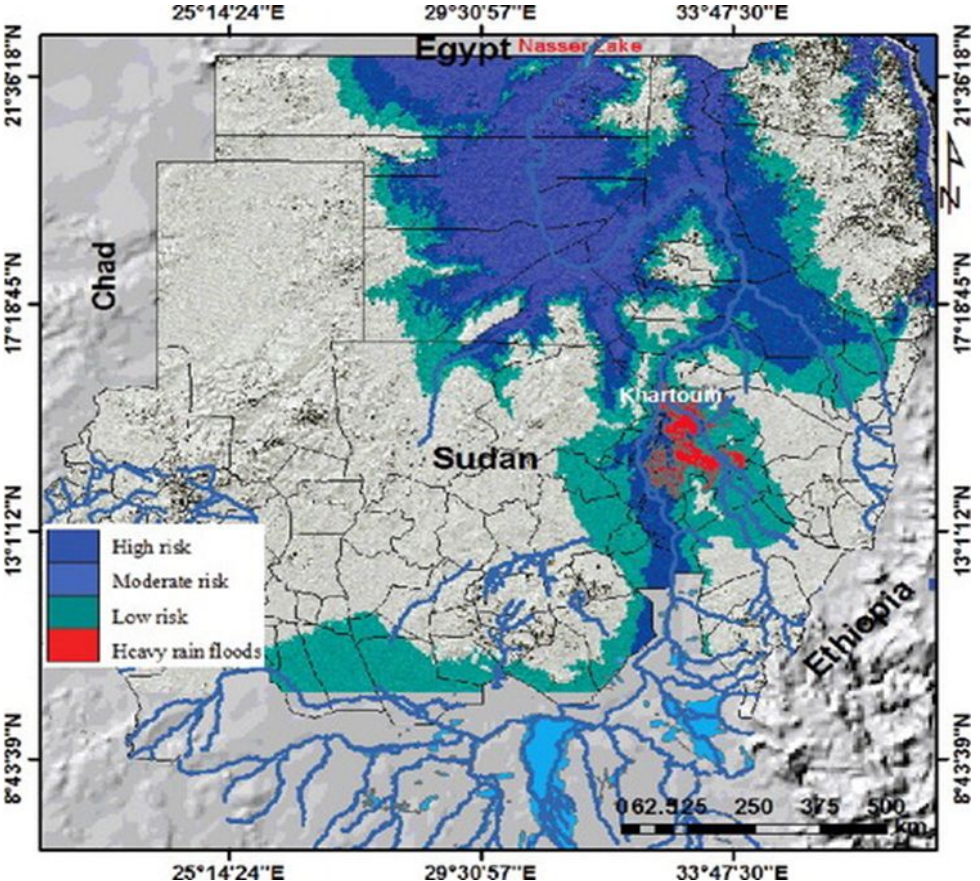 25°14'24"E 29°30'57"E 33°47'30"E
Egypt Nasser Lake
21°36'18"N 21°36'18"N
N
Chad
17°18'45"N 17°18'45"N
Khartoum
Sudan
13°1'12"N 13°1'12"N
High risk
Moderate risk
Low risk
Heavy rain floods
Ethiopia
8°43'39"N 8°43'39"N
0 62.5 125 250 375 500
km
25°14'24"E 29°30'57"E 33°47'30"E